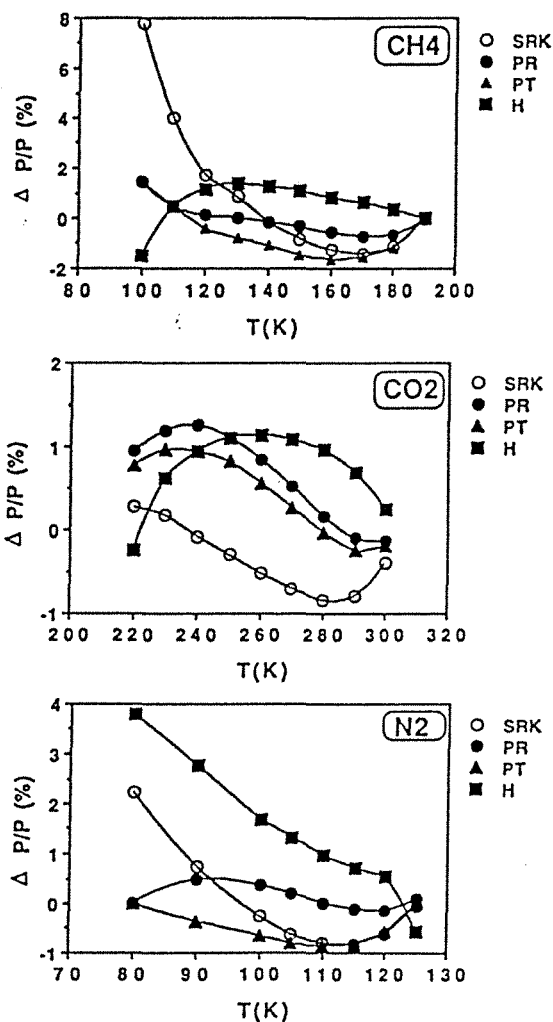 8
6
4
2
0
-2
Δ P/P (%)
CH4
SRK
PR
PT
H
80 100 120 140 160 180 200
T(K)
2
1
0
-1
Δ P/P (%)
CO2
SRK
PR
PT
H
200 220 240 260 280 300 320
T(K)
4
3
2
1
0
-1
Δ P/P (%)
N2
SRK
PR
PT
H
70 80 90 100 110 120 130
T(K)